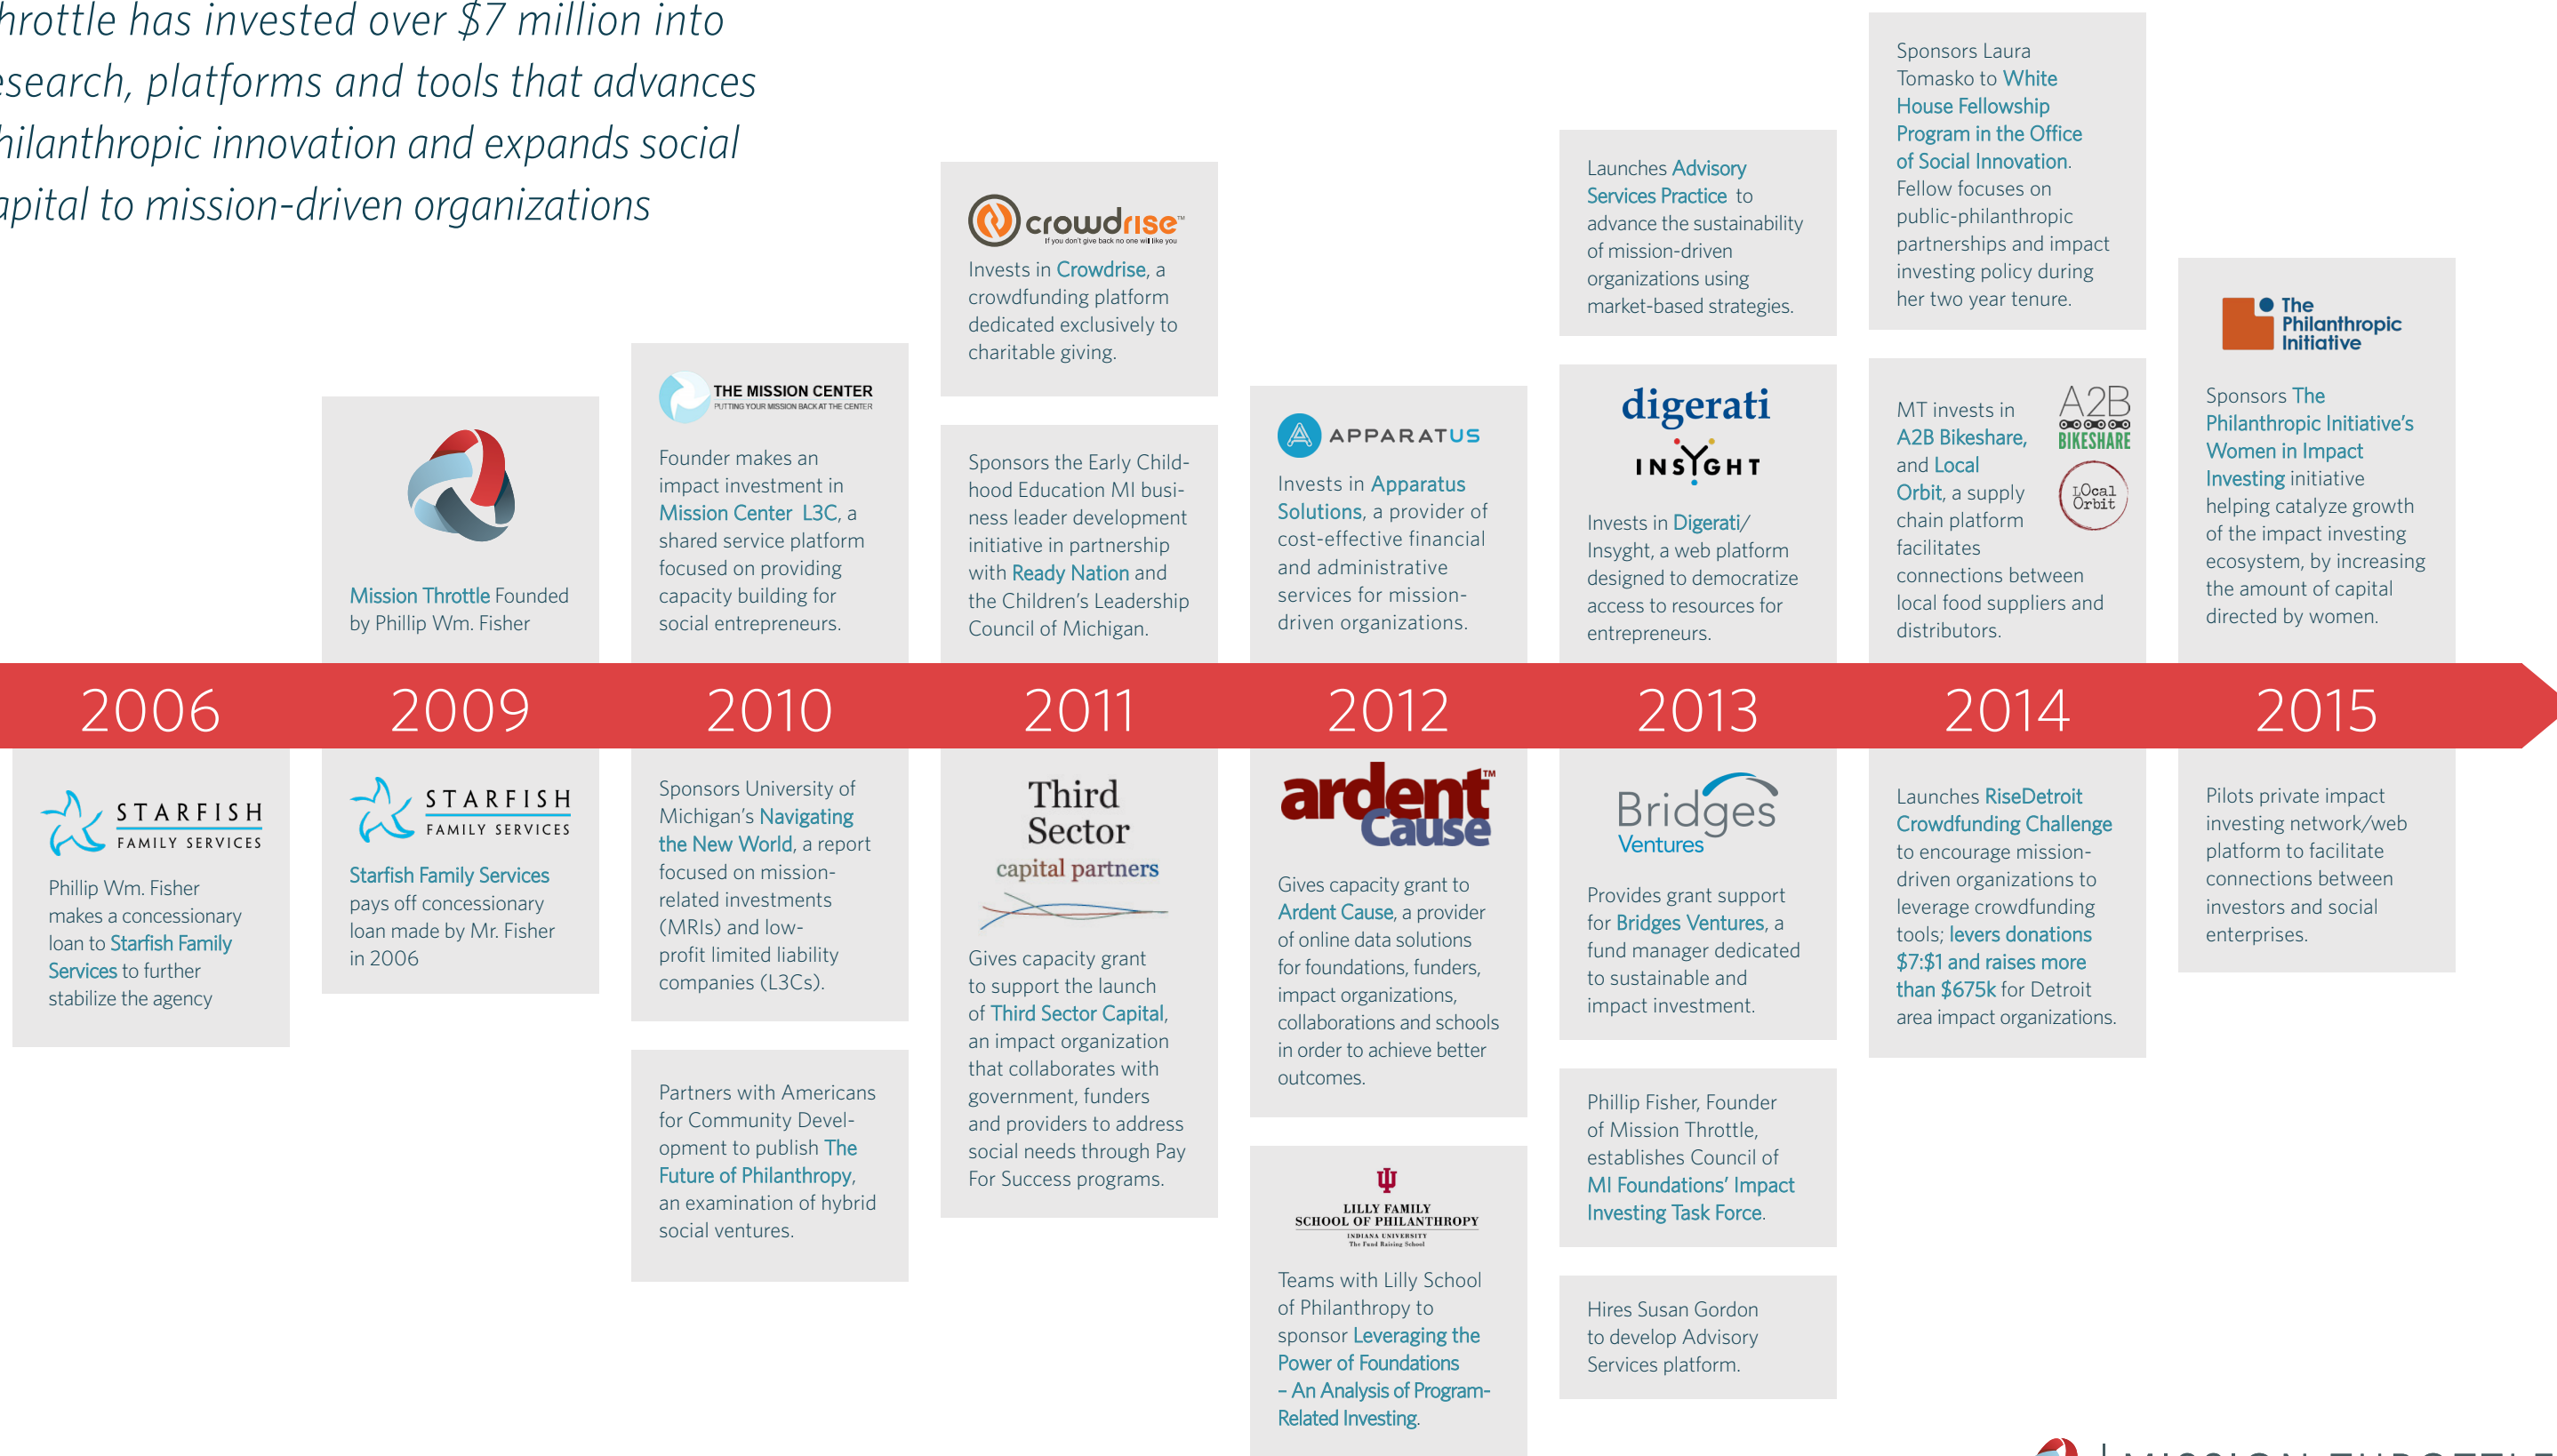 hrottle has invested over $7 million into
esearch, platforms and tools that advances
hilanthropic innovation and expands social
apital to mission-driven organizations
Mission Throttle Founded
by Phillip Wm. Fisher
THE MISSION CENTER
PUTTING YOUR MISSION BACK AT THE CENTER
Founder makes an
impact investment in
Mission Center L3C, a
shared service platform
focused on providing
capacity building for
social entrepreneurs.
crowdrise™
If you don't give back no one will like you
Invests in Crowdrise, a
crowdfunding platform
dedicated exclusively to
charitable giving.
Sponsors the Early Child-
hood Education MI busi-
ness leader development
initiative in partnership
with Ready Nation and
the Children's Leadership
Council of Michigan.
APPARATUS
Invests in Apparatus
Solutions, a provider of
cost-effective financial
and administrative
services for mission-
driven organizations.
Launches Advisory
Services Practice to
advance the sustainability
of mission-driven
organizations using
market-based strategies.
digerati
INSYGHT
Invests in Digerati/
Insyght, a web platform
designed to democratize
access to resources for
entrepreneurs.
Sponsors Laura
Tomasko to White
House Fellowship
Program in the Office
of Social Innovation.
Fellow focuses on
public-philanthropic
partnerships and impact
investing policy during
her two year tenure.
MT invests in
A2B Bikeshare,
and Local
Orbit, a supply
chain platform
facilitates
connections between
local food suppliers and
distributors.
A2B
BIKESHARE
LOcal
Orbit
The
Philanthropic
Initiative
Sponsors The
Philanthropic Initiative's
Women in Impact
Investing initiative
helping catalyze growth
of the impact investing
ecosystem, by increasing
the amount of capital
directed by women.
2006 2009 2010 2011 2012 2013 2014 2015
STARFISH
FAMILY SERVICES
Phillip Wm. Fisher
makes a concessionary
loan to Starfish Family
Services to further
stabilize the agency
STARFISH
FAMILY SERVICES
Starfish Family Services
pays off concessionary
loan made by Mr. Fisher
in 2006
Sponsors University of
Michigan's Navigating
the New World, a report
focused on mission-
related investments
(MRIs) and low-
profit limited liability
companies (L3Cs).
Partners with Americans
for Community Devel-
opment to publish The
Future of Philanthropy,
an examination of hybrid
social ventures.
Third
Sector
capital partners
Gives capacity grant
to support the launch
of Third Sector Capital,
an impact organization
that collaborates with
government, funders
and providers to address
social needs through Pay
For Success programs.
ardent™
Cause
Gives capacity grant to
Ardent Cause, a provider
of online data solutions
for foundations, funders,
impact organizations,
collaborations and schools
in order to achieve better
outcomes.
LILLY FAMILY
SCHOOL OF PHILANTHROPY
INDIANA UNIVERSITY
The Fund Raising School
Teams with Lilly School
of Philanthropy to
sponsor Leveraging the
Power of Foundations
– An Analysis of Program-
Related Investing.
Bridges
Ventures
Provides grant support
for Bridges Ventures, a
fund manager dedicated
to sustainable and
impact investment.
Phillip Fisher, Founder
of Mission Throttle,
establishes Council of
MI Foundations' Impact
Investing Task Force.
Hires Susan Gordon
to develop Advisory
Services platform.
Launches RiseDetroit
Crowdfunding Challenge
to encourage mission-
driven organizations to
leverage crowdfunding
tools; levers donations
$7:$1 and raises more
than $675k for Detroit
area impact organizations.
Pilots private impact
investing network/web
platform to facilitate
connections between
investors and social
enterprises.
MISSION THROTTLE